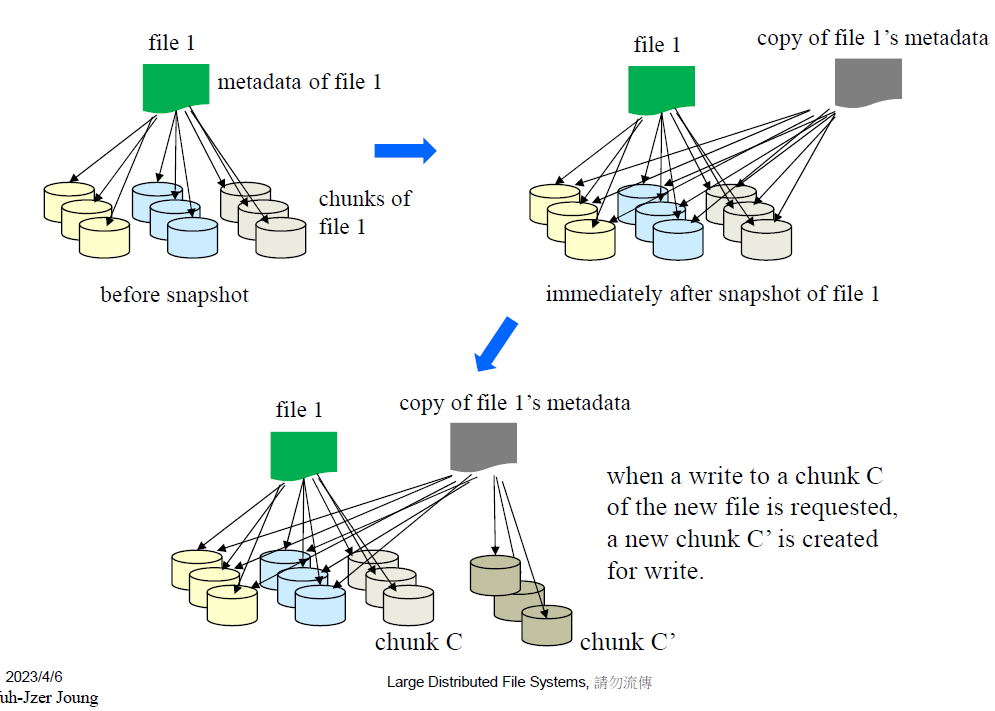 file 1
metadata of file 1
chunks of
file 1
before snapshot
file 1
copy of file 1's metadata
immediately after snapshot of file 1
file 1
copy of file 1's metadata
chunk C
chunk C'
when a write to a chunk C
of the new file is requested,
a new chunk C' is created
for write.
2023/4/6
uh-Jzer Joung
Large Distributed File Systems, 請勿流傳